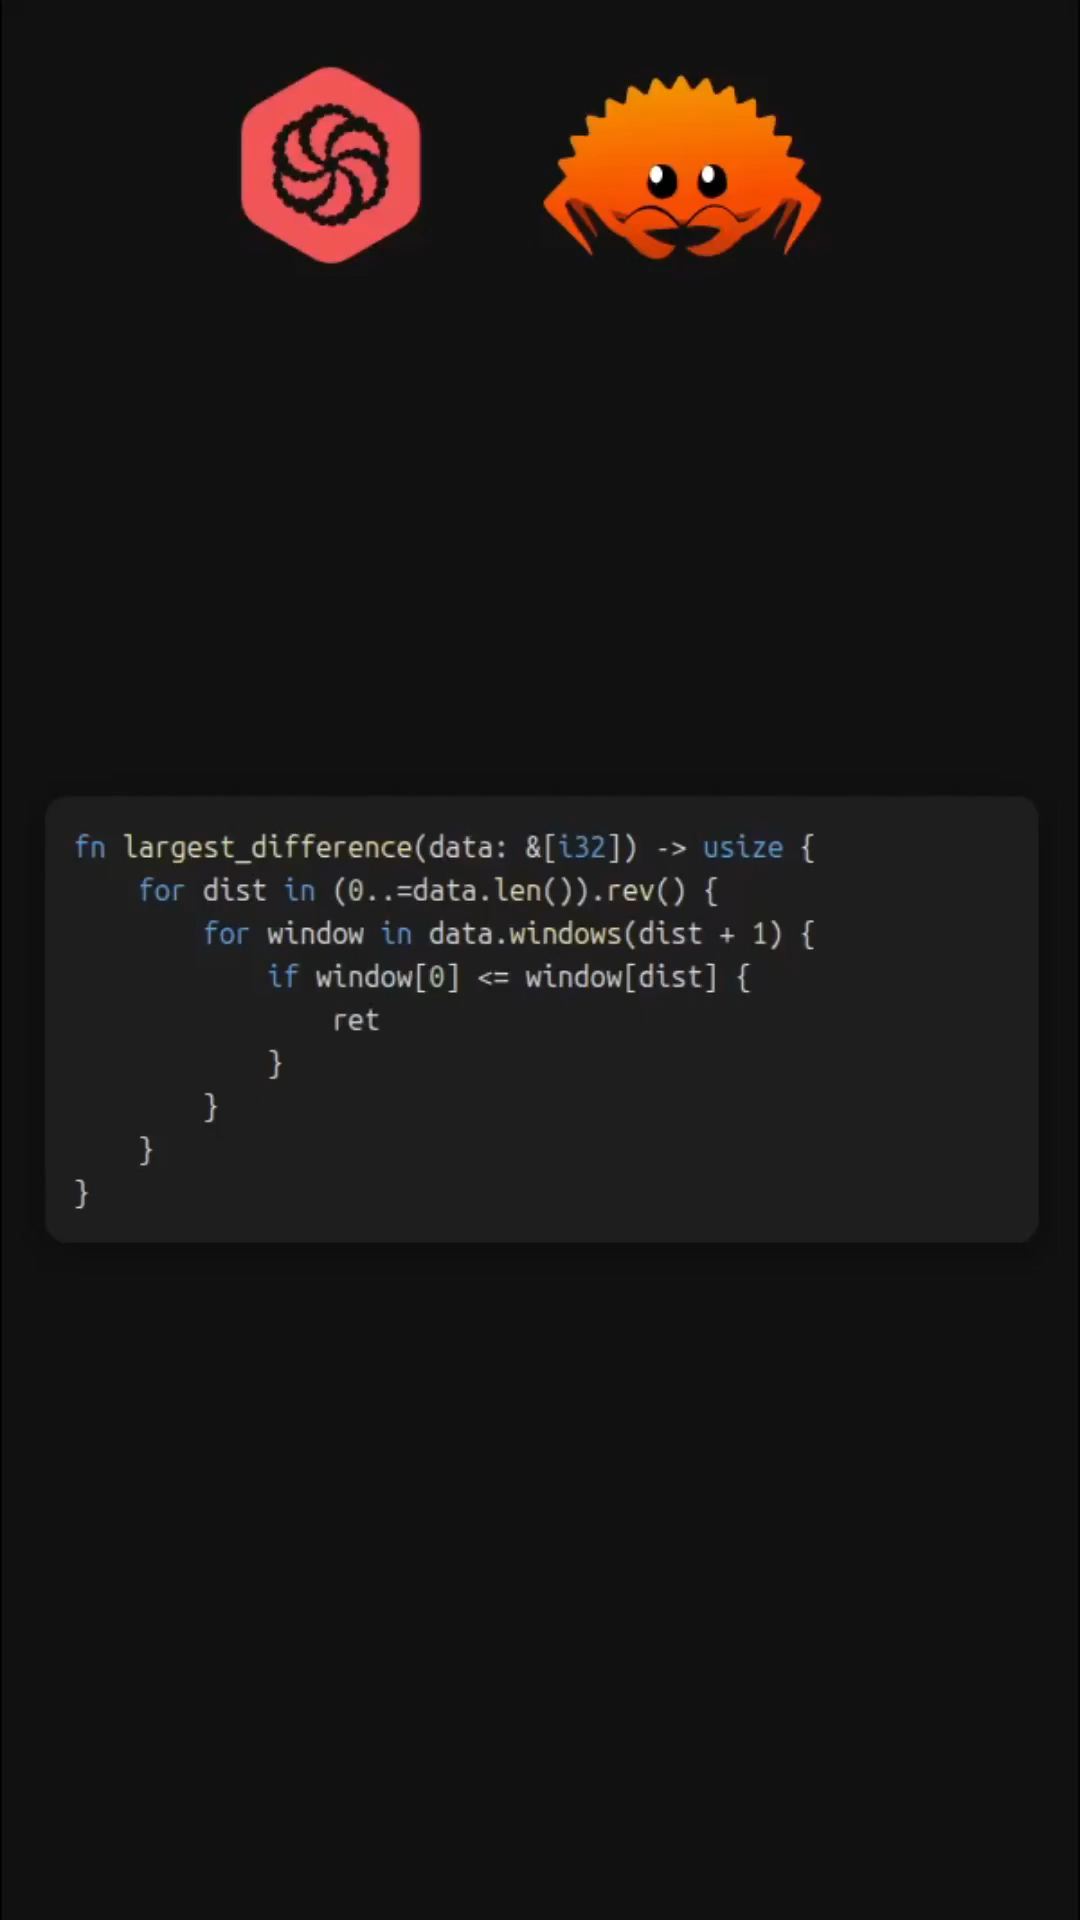 fn largest_difference(data: &[i32]) -> usize {
    for dist in (0..=data.len()).rev() {
        for window in data.windows(dist + 1) {
            if window[0] <= window[dist] {
                ret
            }
        }
    }
}